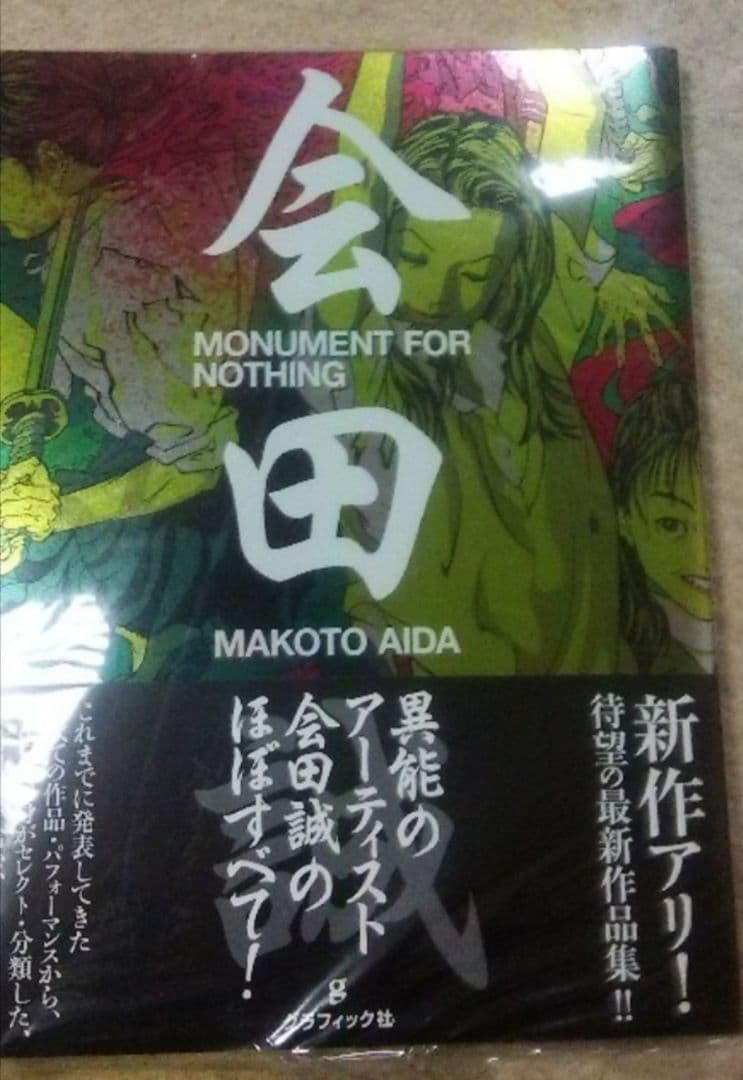 会田誠
MONUMENT FOR
NOTHING
MAKOTO AIDA
新作アリ!
待望の最新作品集!!
異能の
アーティスト
会田誠の
ほぼすべて!
これまでに発表してきた
ての作品・パフォーマンスから、
がセレクト・分類した、
g
グラフィック社